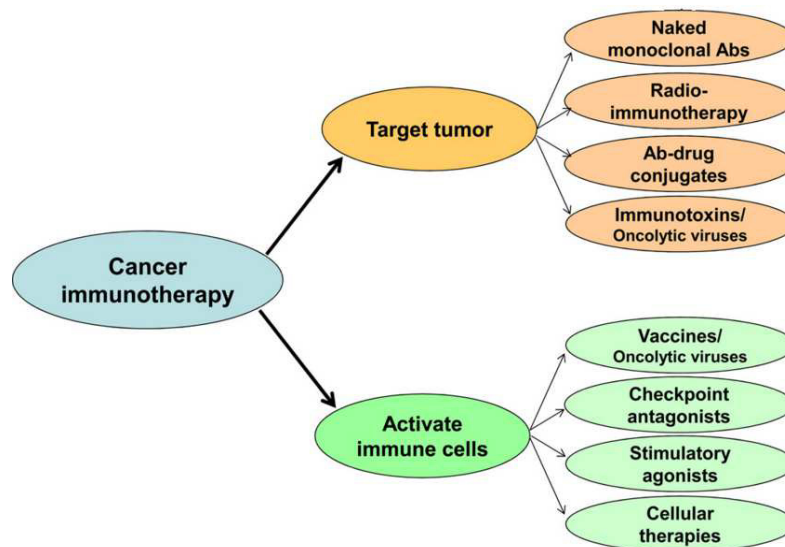 Naked
monoclonal Abs
Radio-
immunotherapy
Target tumor
Ab-drug
conjugates
Immunotoxins/
Oncolytic viruses
Cancer
immunotherapy
Vaccines/
Oncolytic viruses
Checkpoint
antagonists
Activate
immune cells
Stimulatory
agonists
Cellular
therapies